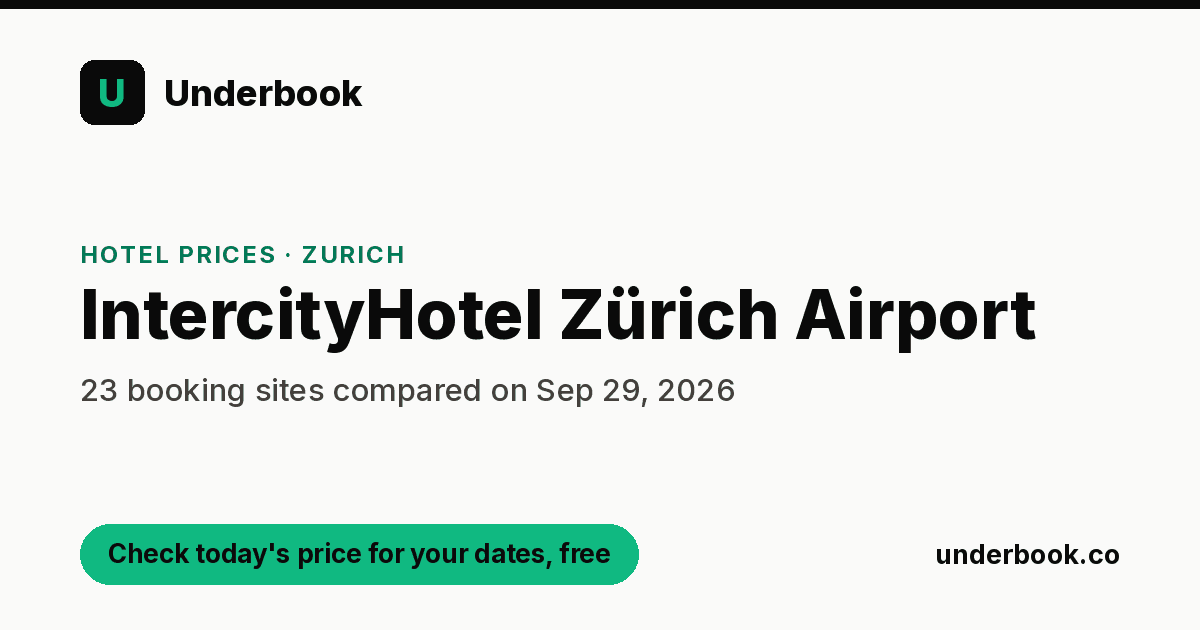 U Underbook
HOTEL PRICES · ZURICH
IntercityHotel Zürich Airport
23 booking sites compared on Sep 29, 2026
Check today's price for your dates, free
underbook.co